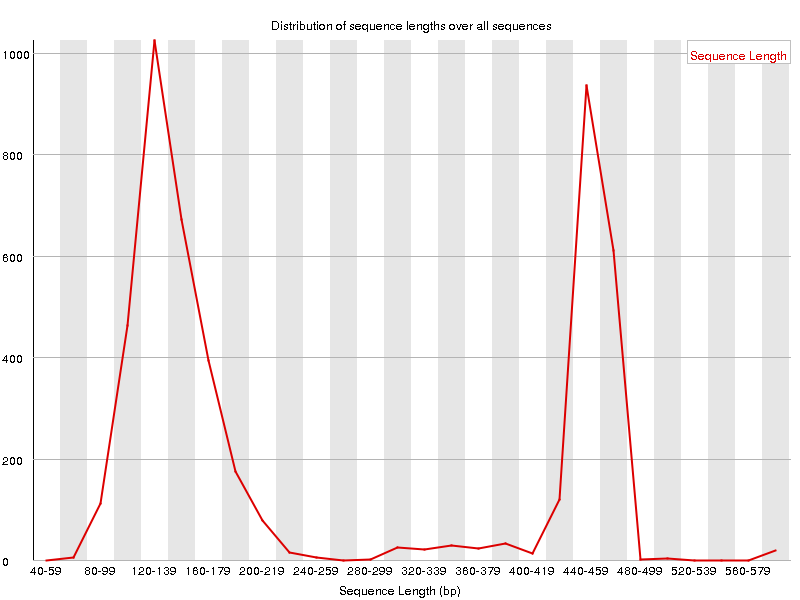 Distribution of sequence lengths over all sequences
Sequence Length
1000
800
600
400
200
0
40-59 80-99 120-139 160-179 200-219 240-259 280-299 320-339 360-379 400-419 440-459 480-499 520-539 560-579
Sequence Length (bp)